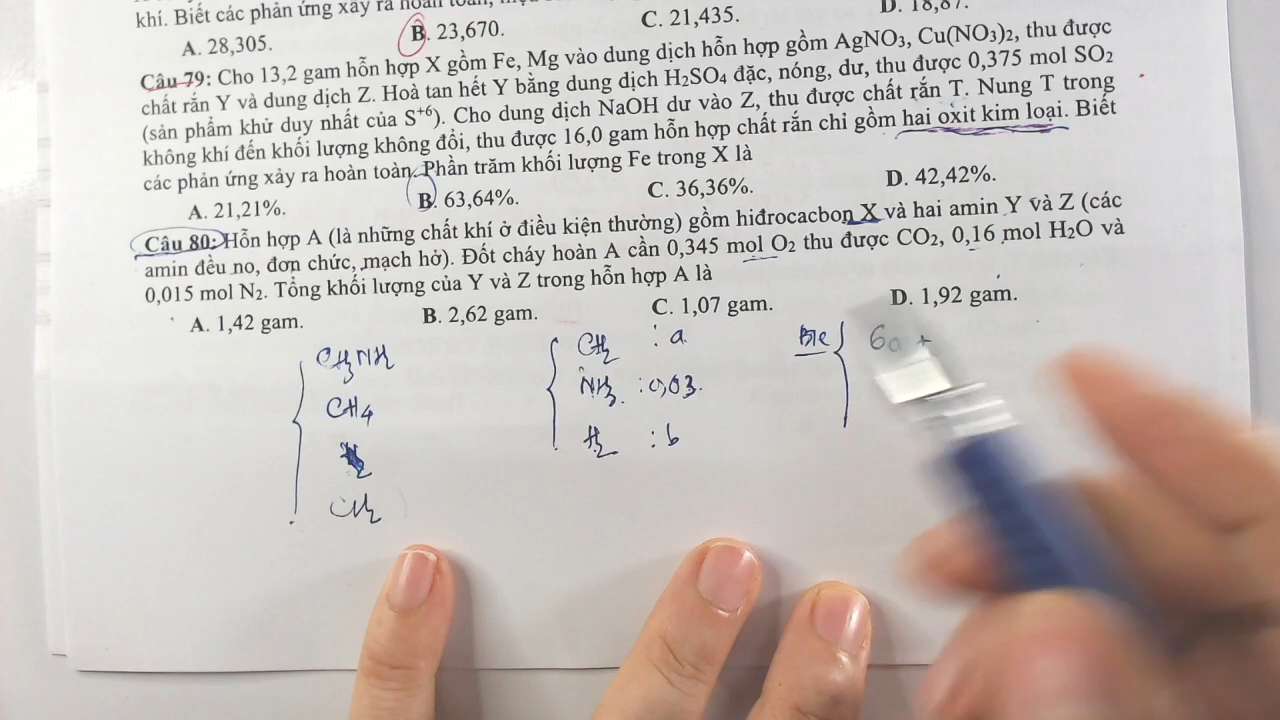 khí. Biết các phản ứng xảy ra hoàn toàn,
A. 28,305. B. 23,670. C. 21,435. D. 18,87.
Câu 79: Cho 13,2 gam hỗn hợp X gồm Fe, Mg vào dung dịch hỗn hợp gồm AgNO₃, Cu(NO₃)₂, thu được
chất rắn Y và dung dịch Z. Hoà tan hết Y bằng dung dịch H₂SO₄ đặc, nóng, dư, thu được 0,375 mol SO₂
(sản phẩm khử duy nhất của S⁺⁶). Cho dung dịch NaOH dư vào Z, thu được chất rắn T. Nung T trong
không khí đến khối lượng không đổi, thu được 16,0 gam hỗn hợp chất rắn chỉ gồm hai oxit kim loại. Biết
các phản ứng xảy ra hoàn toàn. Phần trăm khối lượng Fe trong X là
A. 21,21%. B. 63,64%. C. 36,36%. D. 42,42%.
Câu 80: Hỗn hợp A (là những chất khí ở điều kiện thường) gồm hiđrocacbon X và hai amin Y và Z (các
amin đều no, đơn chức, mạch hở). Đốt cháy hoàn A cần 0,345 mol O₂ thu được CO₂, 0,16 mol H₂O và
0,015 mol N₂. Tổng khối lượng của Y và Z trong hỗn hợp A là
A. 1,42 gam. B. 2,62 gam. C. 1,07 gam. D. 1,92 gam.
CH₃NH₂
CH₄
CH₂
CH₂ : a
NH₃ : 0,03.
H₂ : b
BTe { 6a +